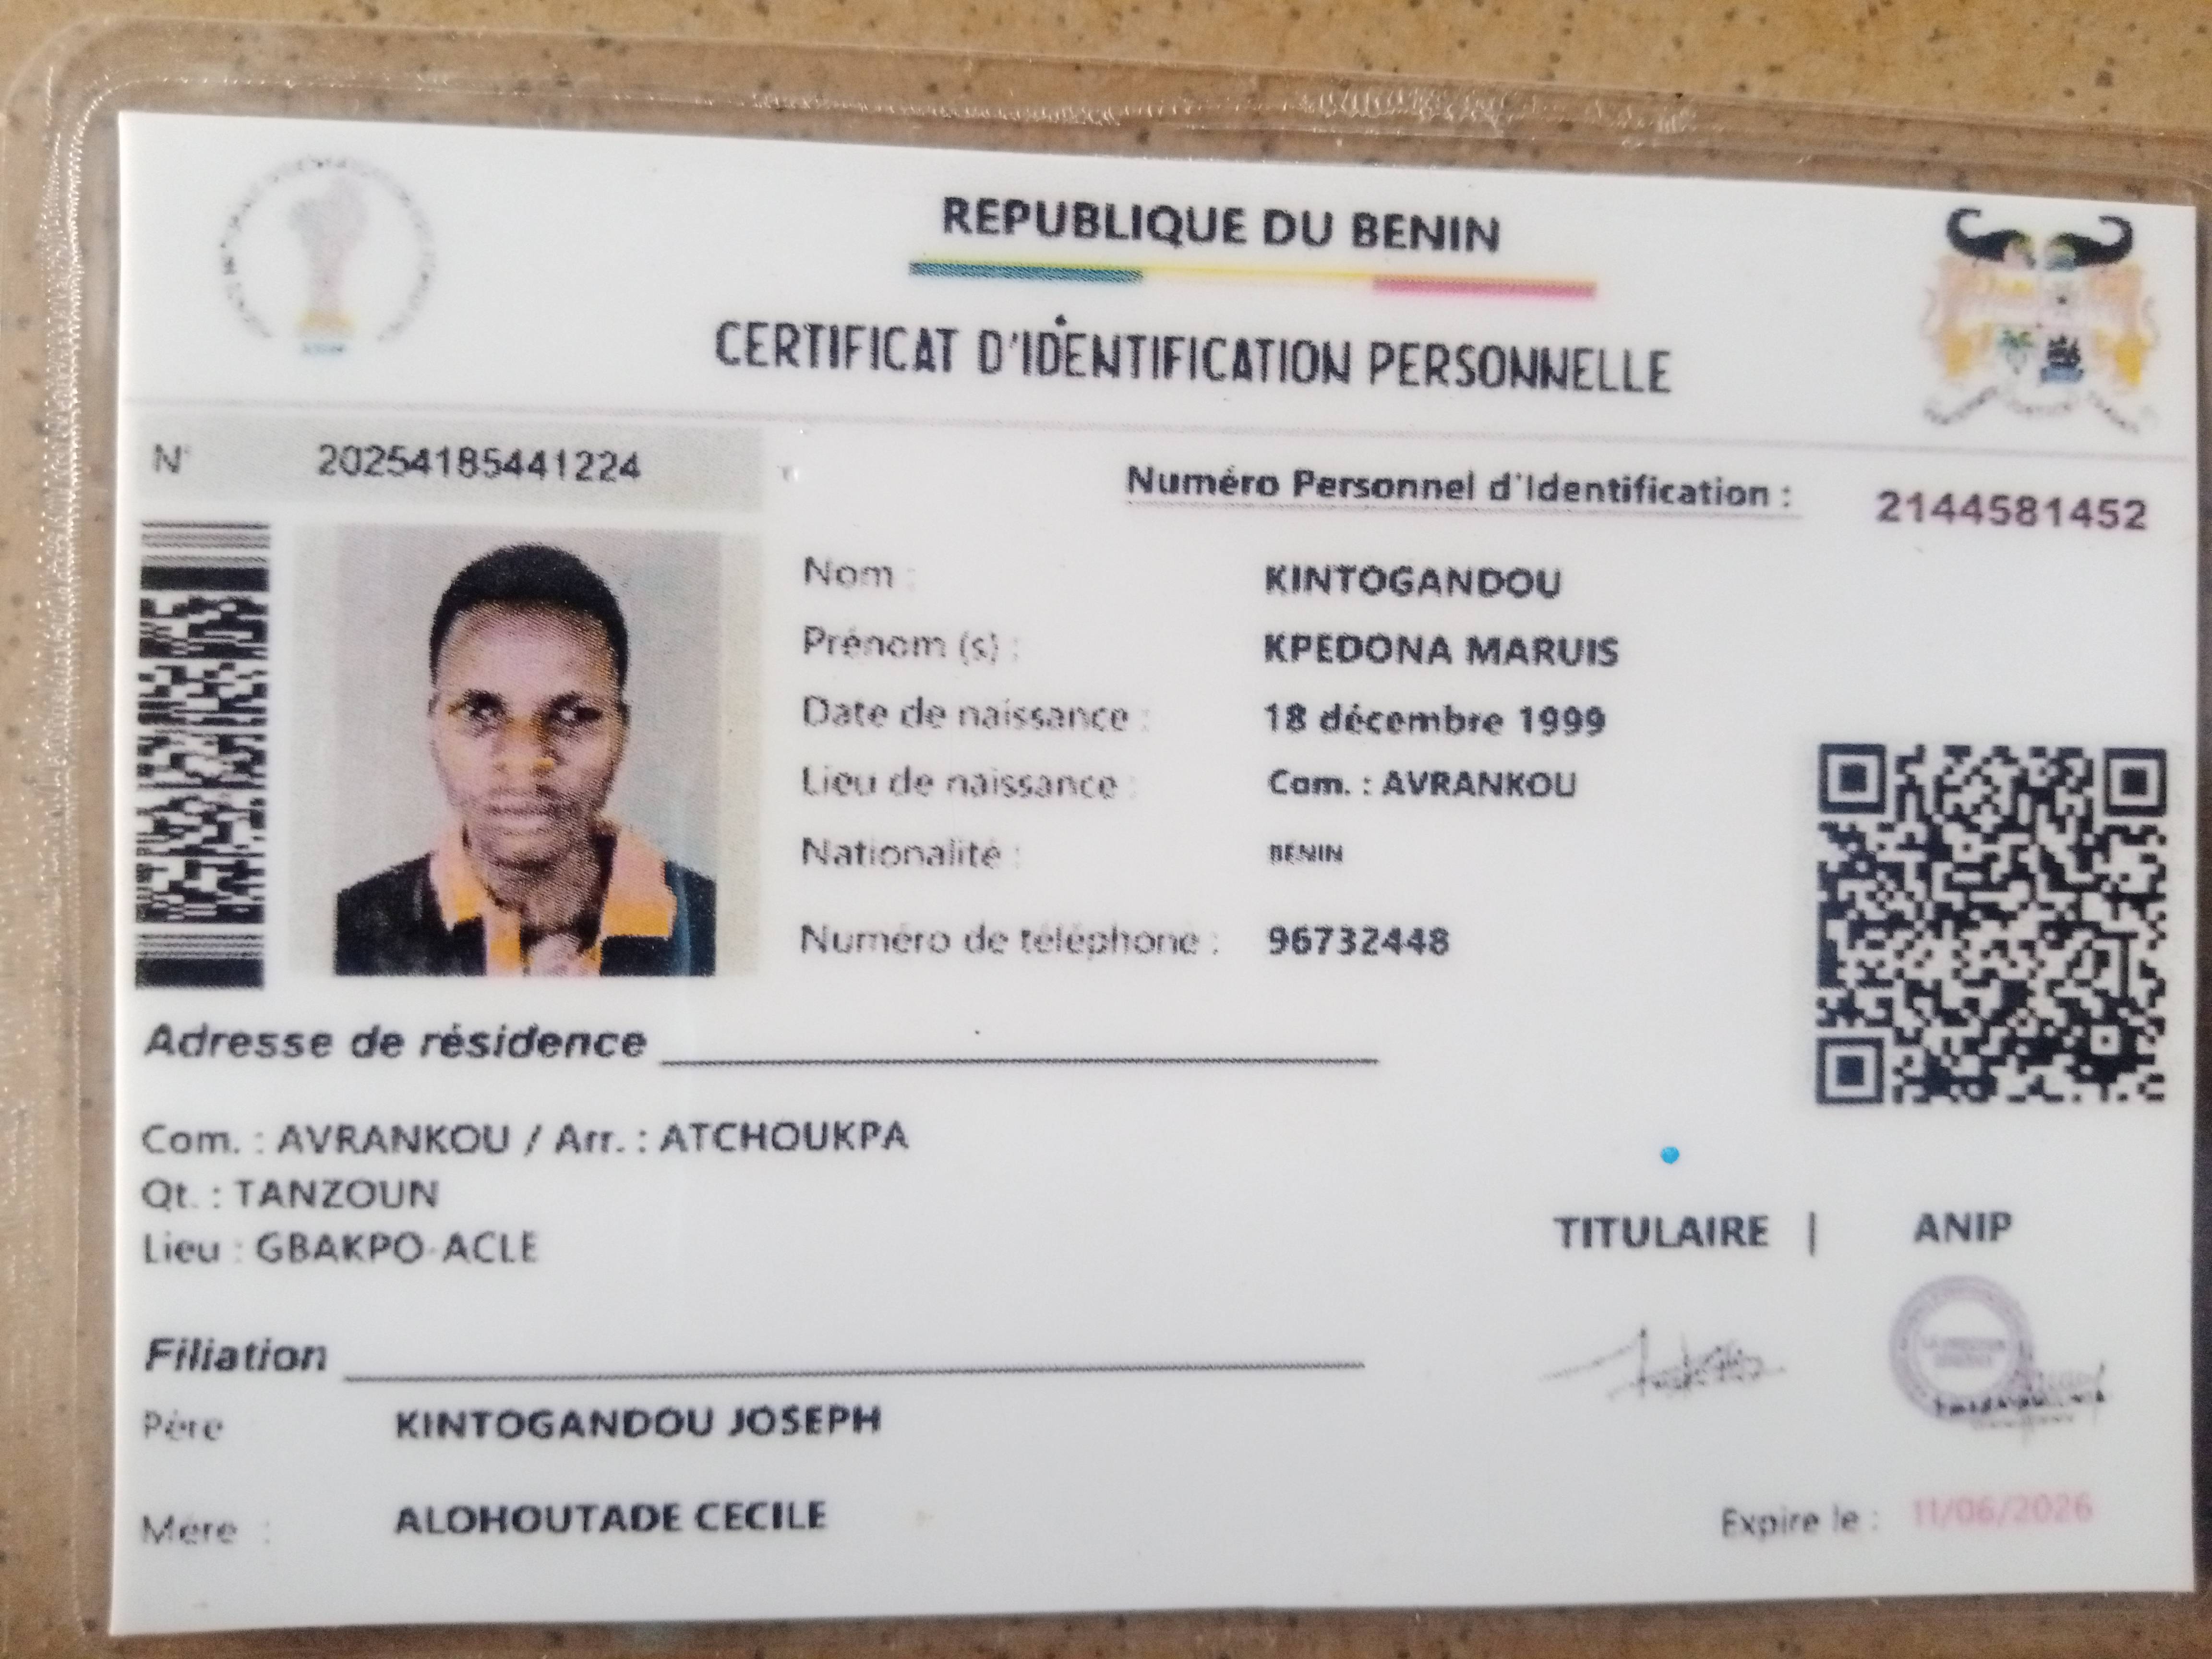 REPUBLIQUE DU BENIN
CERTIFICAT D'IDENTIFICATION PERSONNELLE
N° 20254185441224
Numéro Personnel d'Identification : 2144581452
Nom : KINTOGANDOU
Prénom (s) : KPEDONA MARUIS
Date de naissance : 18 décembre 1999
Lieu de naissance : Com. : AVRANKOU
Nationalité : BENIN
Numéro de téléphone : 96732448
Adresse de résidence
Com. : AVRANKOU / Arr. : ATCHOUKPA
Qt. : TANZOUN
Lieu : GBAKPO-ACLE
TITULAIRE | ANIP
Filiation
Père KINTOGANDOU JOSEPH
Mère : ALOHOUTADE CECILE
Expire le : 11/06/2026